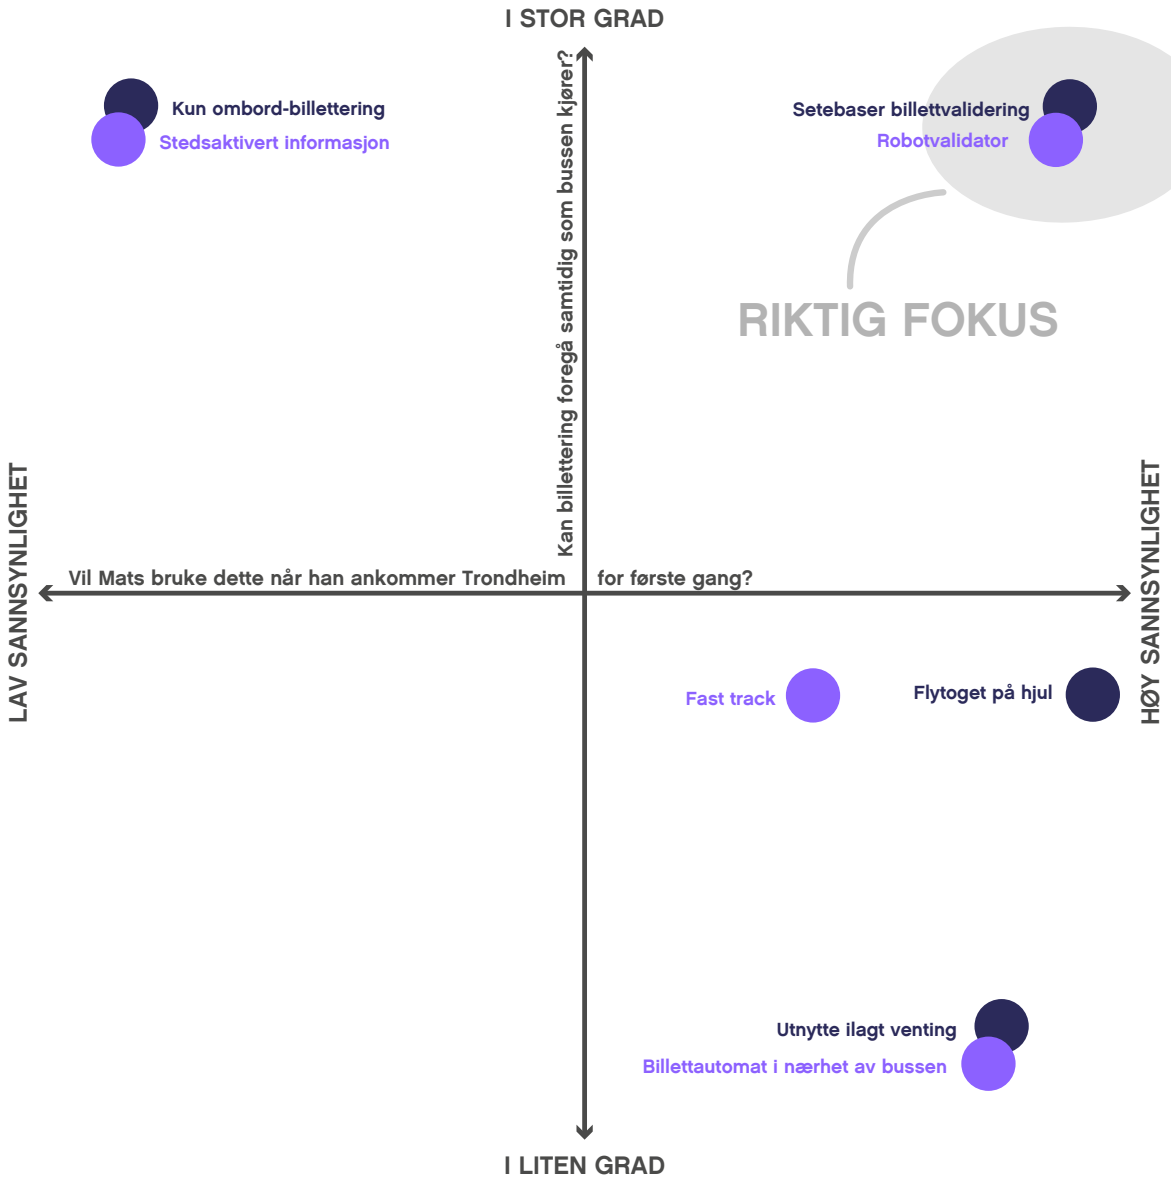 I STOR GRAD
Kan billettering foregå samtidig som bussen kjører?
Kun ombord-billettering
Stedsaktivert informasjon
Setebaser billettvalidering
Robotvalidator
RIKTIG FOKUS
LAV SANNSYNLIGHET
HØY SANNSYNLIGHET
Vil Mats bruke dette når han ankommer Trondheim for første gang?
Fast track
Flytoget på hjul
Utnytte ilagt venting
Billettautomat i nærhet av bussen
I LITEN GRAD